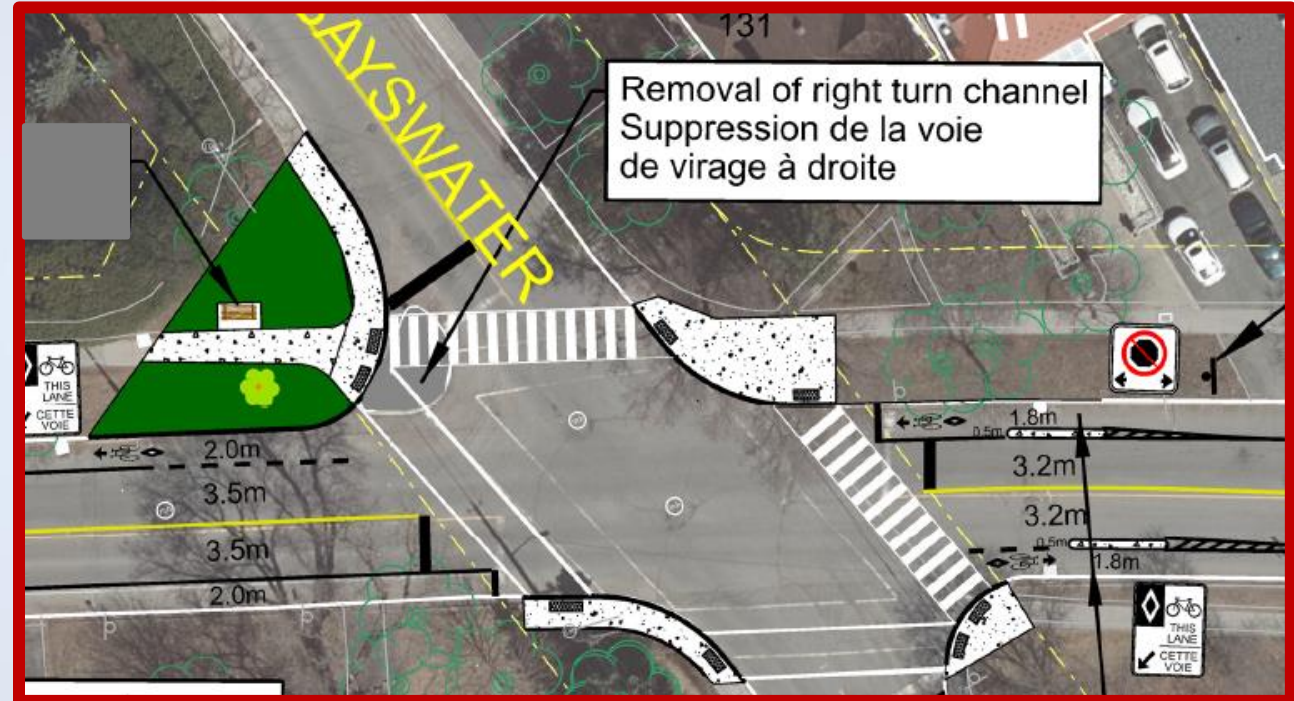 131
BAYSWATER
Removal of right turn channel
Suppression de la voie
de virage à droite
THIS
LANE
CETTE
VOIE
2.0m
3.5m
3.5m
2.0m
1.8m
0.5m
3.2m
3.2m
0.5m
1.8m
THIS
LANE
CETTE
VOIE